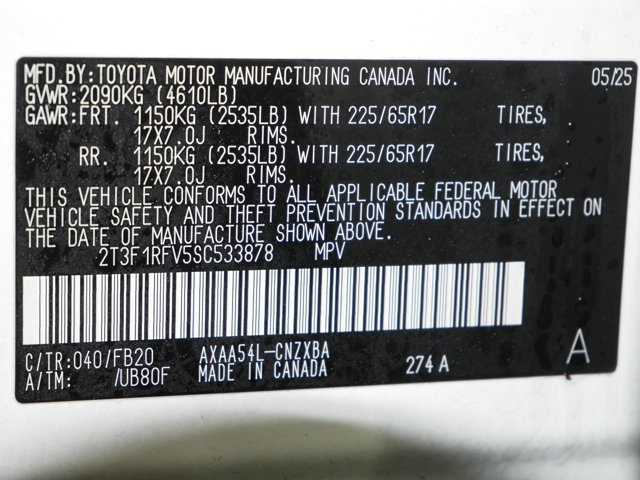 MFD.BY:TOYOTA MOTOR MANUFACTURING CANADA INC. 05/25
GVWR:2090KG (4610LB)
GAWR:FRT. 1150KG (2535LB) WITH 225/65R17 TIRES,
17X7.0J RIMS.
RR. 1150KG (2535LB) WITH 225/65R17 TIRES,
17X7.0J RIMS.
THIS VEHICLE CONFORMS TO ALL APPLICABLE FEDERAL MOTOR
VEHICLE SAFETY AND THEFT PREVENTION STANDARDS IN EFFECT ON
THE DATE OF MANUFACTURE SHOWN ABOVE.
2T3F1RFV5SC533878 MPV
C/TR:040/FB20 AXAA54L-CNZXBA A
A/TM: /UB80F MADE IN CANADA 274A